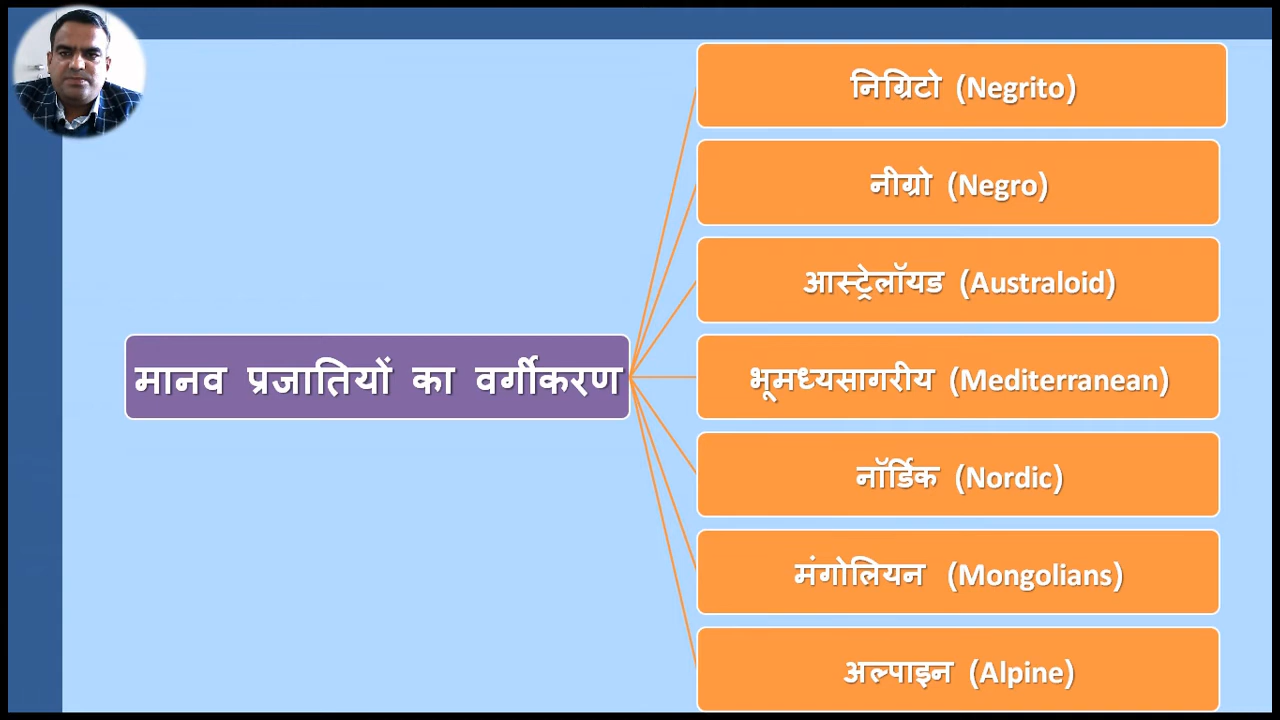 निग्रिटो (Negrito)
नीग्रो (Negro)
आस्ट्रेलॉयड (Australoid)
मानव प्रजातियों का वर्गीकरण
भूमध्यसागरीय (Mediterranean)
नॉर्डिक (Nordic)
मंगोलियन (Mongolians)
अल्पाइन (Alpine)